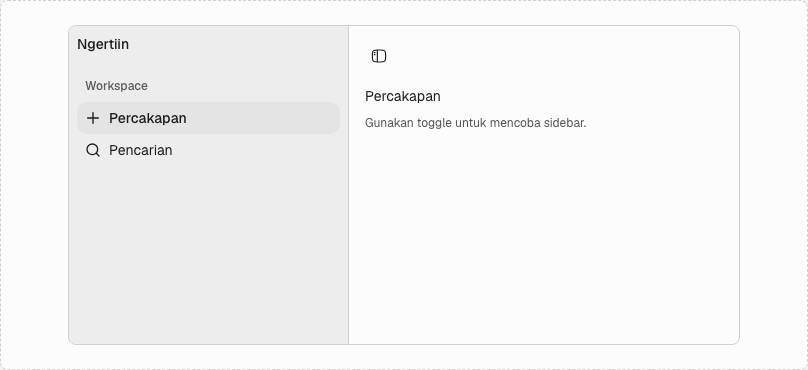 Ngertiin
Workspace
Percakapan
Pencarian
Percakapan
Gunakan toggle untuk mencoba sidebar.